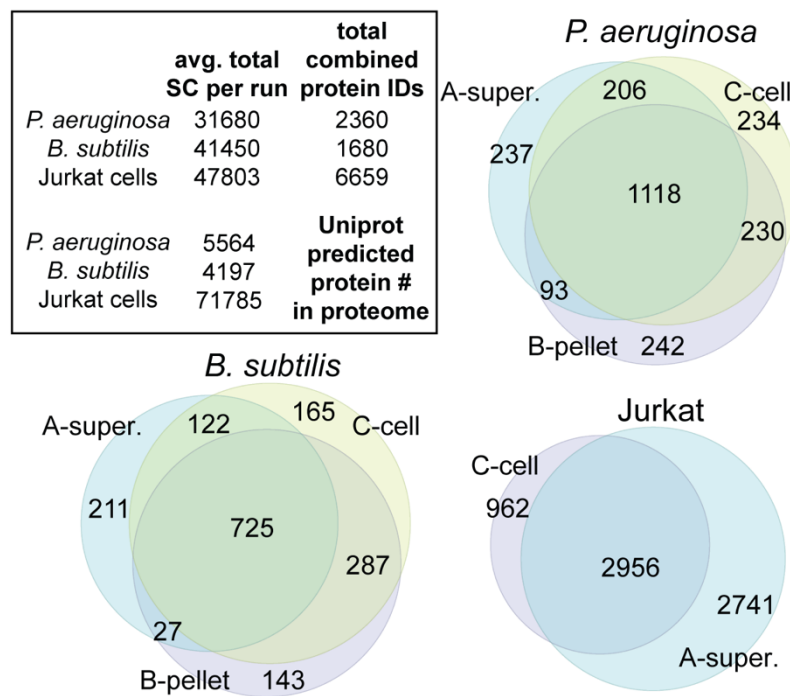 total
avg. total combined
SC per run protein IDs
P. aeruginosa 31680 2360
B. subtilis 41450 1680
Jurkat cells 47803 6659
Uniprot
P. aeruginosa 5564 predicted
B. subtilis 4197 protein #
Jurkat cells 71785 in proteome
P. aeruginosa
A-super. 206 C-cell
237 234
1118
230
93
B-pellet 242
B. subtilis
A-super. 122 165 C-cell
211
725
287
27
B-pellet 143
Jurkat
C-cell
962
2956
2741
A-super.